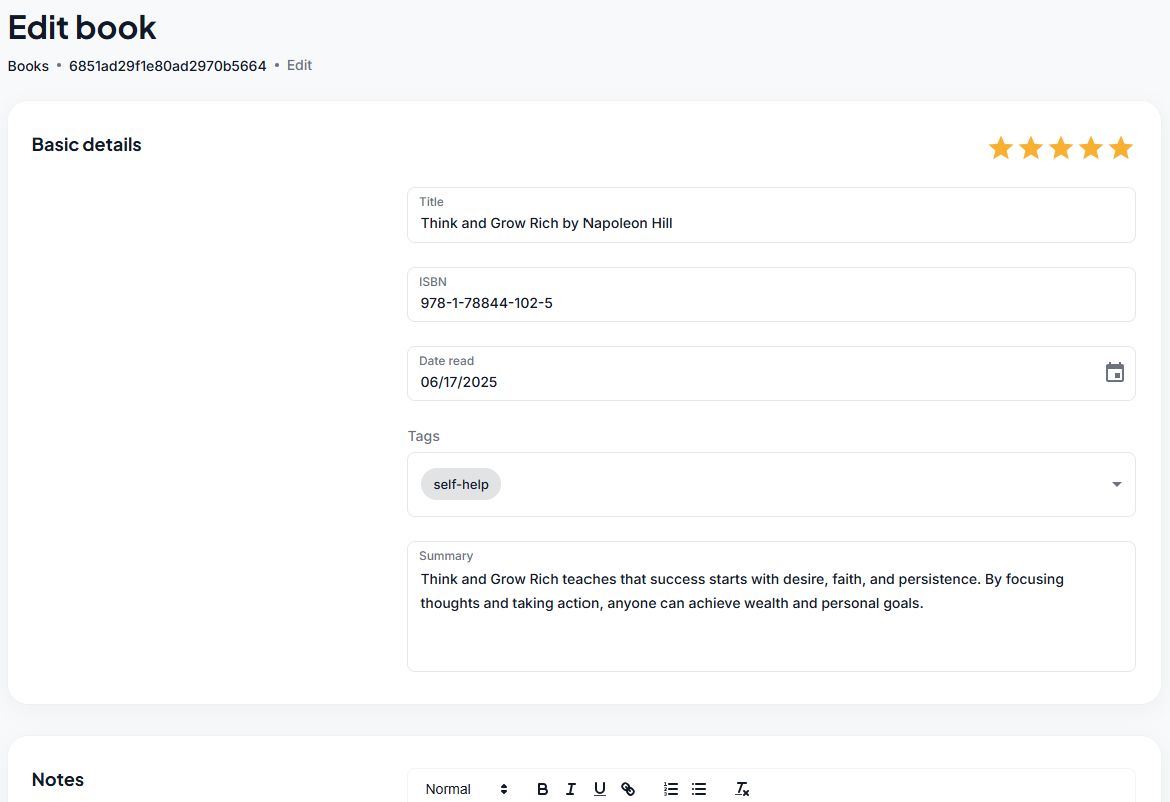 Edit book
Books • 6851ad29f1e80ad2970b5664 • Edit
Basic details
Title
Think and Grow Rich by Napoleon Hill
ISBN
978-1-78844-102-5
Date read
06/17/2025
Tags
self-help
Summary
Think and Grow Rich teaches that success starts with desire, faith, and persistence. By focusing
thoughts and taking action, anyone can achieve wealth and personal goals.
Notes
Normal